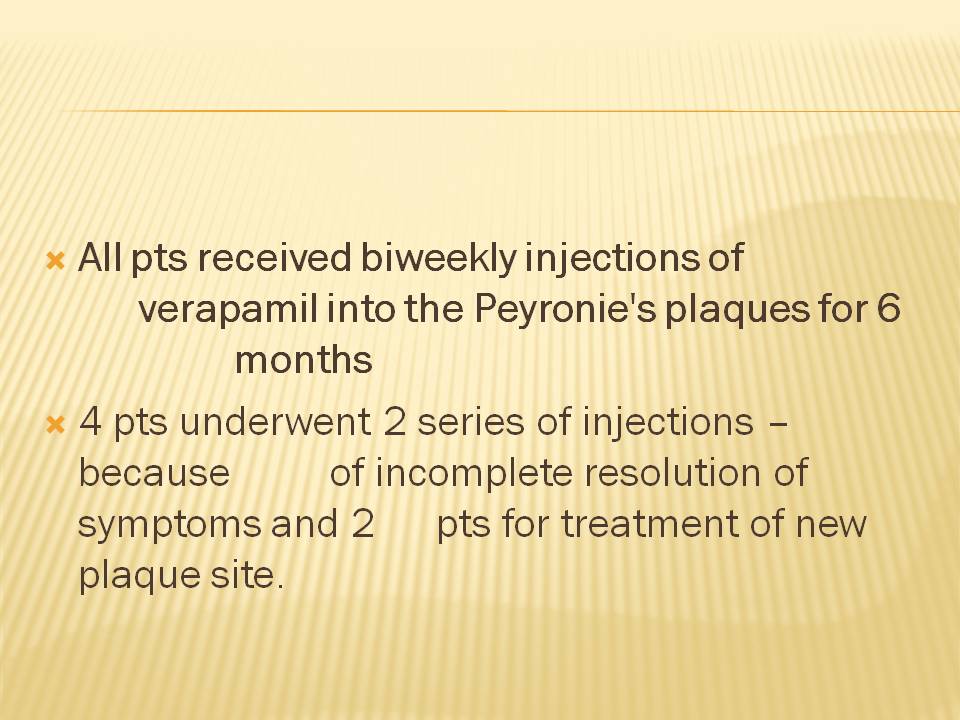 All pts received biweekly injections of
verapamil into the Peyronie's plaques for 6
months
4 pts underwent 2 series of injections –
because of incomplete resolution of
symptoms and 2 pts for treatment of new
plaque site.